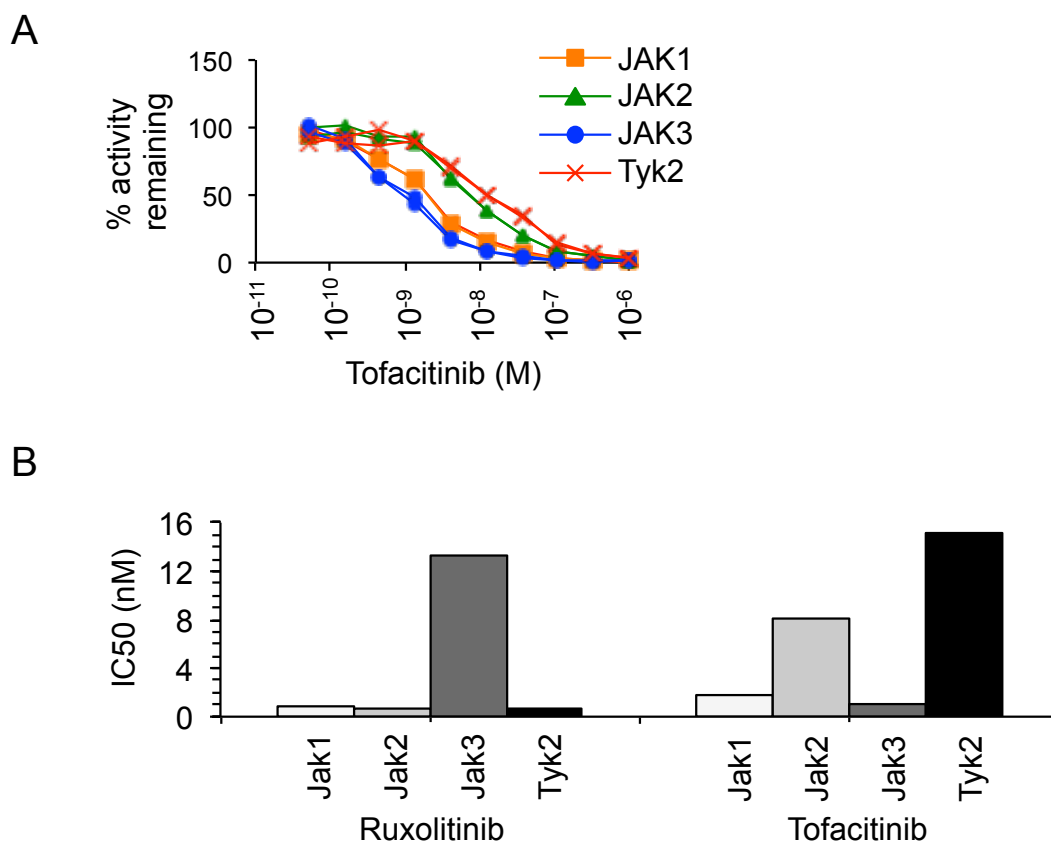 A
150
100
50
0
% activity
remaining
10-11
10-10
10-9
10-8
10-7
10-6
Tofacitinib (M)
JAK1
JAK2
JAK3
Tyk2
B
16
12
8
4
0
IC50 (nM)
Jak1
Jak2
Jak3
Tyk2
Jak1
Jak2
Jak3
Tyk2
Ruxolitinib
Tofacitinib